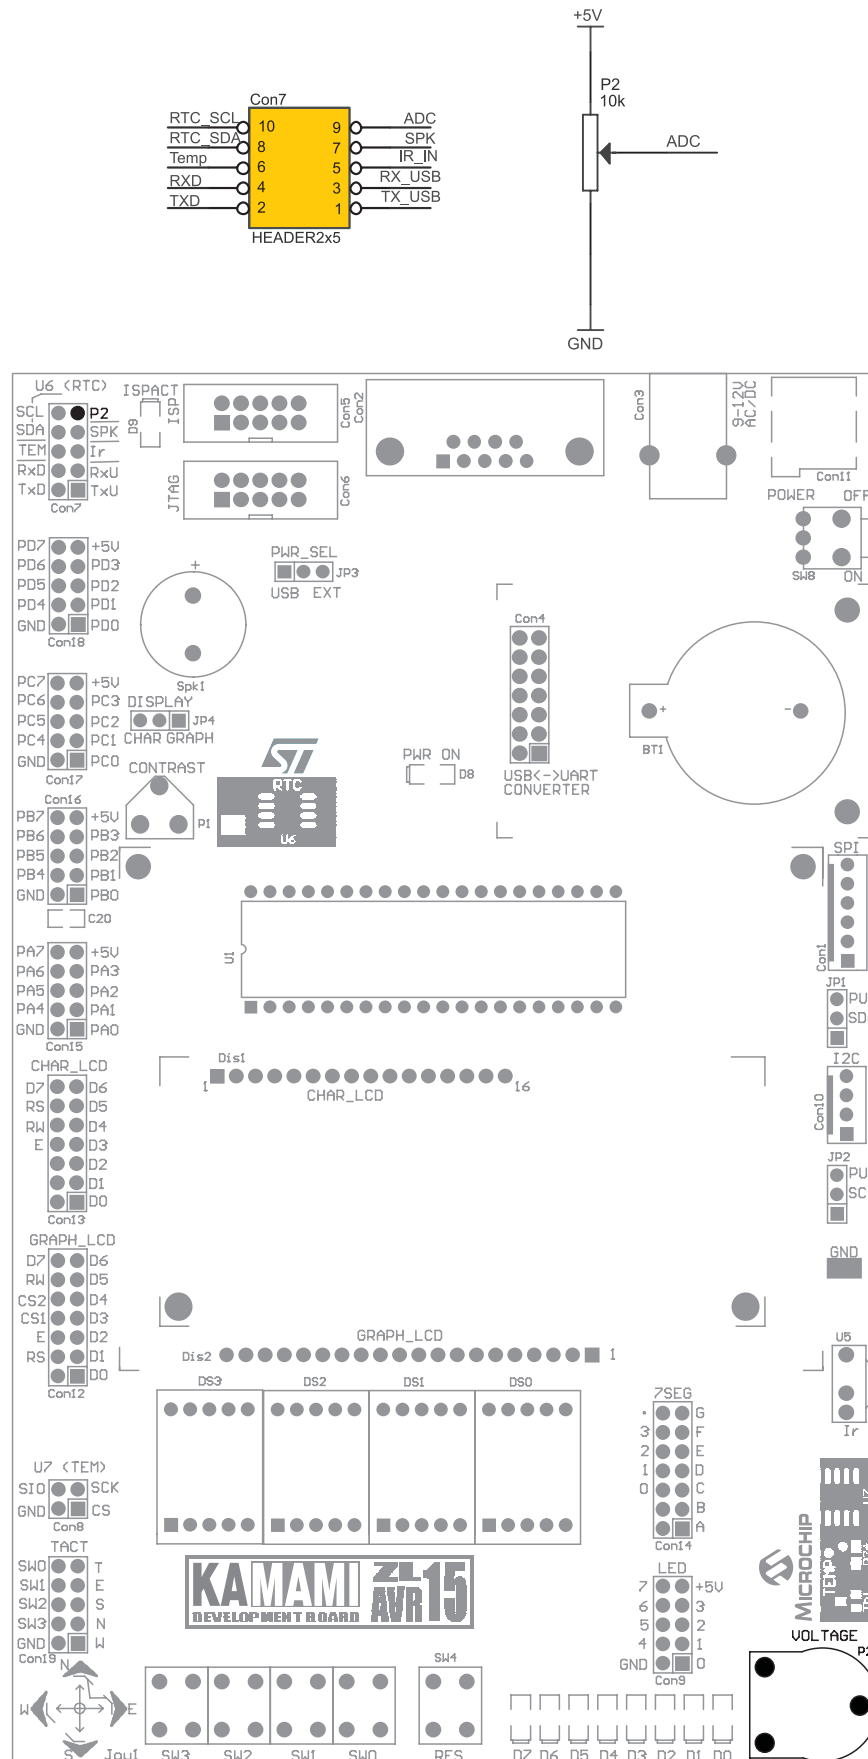 +5V
P2
10k
ADC
GND
Con7
RTC_SCL 10 9 ADC
RTC_SDA 8 7 SPK
Temp 6 5 IR_IN
RXD 4 3 RX_USB
TXD 2 1 TX_USB
HEADER2x5
U6 (RTC)
SCL P2
SDA SPK
TEM Ir
RxD RxU
TxD TxU
Con7
ISPACT
D9
ISP
Con5
JTAG
Con6
Con2
Con3
9-12V
AC/DC
Con11
POWER OFF
SW8 ON
PD7 +5V
PD6 PD3
PD5 PD2
PD4 PD1
GND PD0
Con18
+
Spk1
PWR_SEL
JP3
USB EXT
Con4
USB<->UART
CONVERTER
+ -
BT1
PC7 +5V
PC6 PC3
PC5 PC2
PC4 PC1
GND PC0
Con17
DISPLAY
JP4
CHAR GRAPH
CONTRAST
P1
ST
RTC
U6
PWR ON
D8
Con16
PB7 +5V
PB6 PB3
PB5 PB2
PB4 PB1
GND PB0
C20
SPI
Con1
U1
PA7 +5V
PA6 PA3
PA5 PA2
PA4 PA1
GND PA0
Con15
JP1
PU
SD
I2C
Con10
JP2
PU
SC
GND
CHAR_LCD
D7 D6
RS D5
RW D4
E D3
D2
D1
D0
Con13
Dis1
1 16
CHAR_LCD
GRAPH_LCD
D7 D6
RW D5
CS2 D4
CS1 D3
E D2
RS D1
D0
Con12
GRAPH_LCD
Dis2 1
DS3 DS2 DS1 DS0
U5
Ir
7SEG
. G
3 F
2 E
1 D
0 C
B
A
Con14
U7 (TEM)
SIO SCK
GND CS
Con8
TACT
SW0 T
SW1 E
SW2 S
SW3 N
GND W
Con19
KAMAMI
DEVELOPMENT BOARD
ZL
AVR
15
LED
7 +5V
6 3
5 2
4 1
GND 0
Con9
MICROCHIP
TEMP
VOLTAGE
N
W E
S
Joy1
SW3 SW2 SW1 SW0
SW4
RES
D7 D6 D5 D4 D3 D2 D1 D0